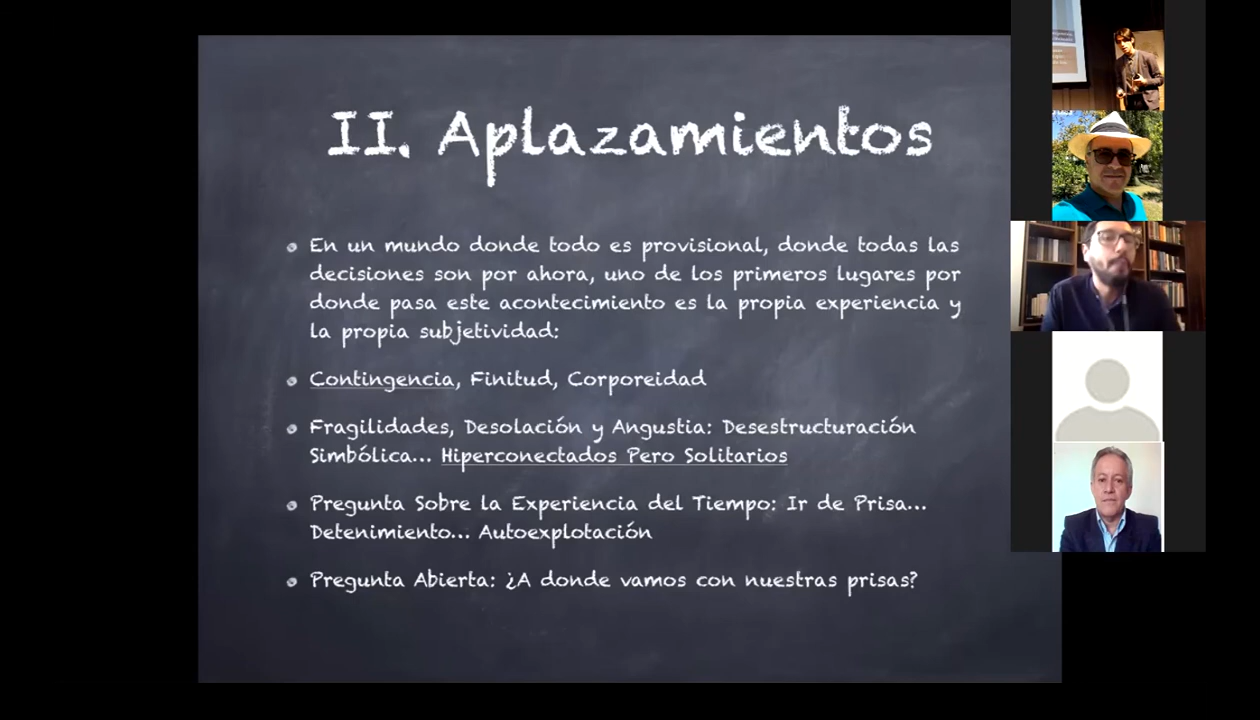 II. Aplazamientos
En un mundo donde todo es provisional, donde todas las
decisiones son por ahora, uno de los primeros lugares por
donde pasa este acontecimiento es la propia experiencia y
la propia subjetividad:
Contingencia, Finitud, Corporeidad
Fragilidades, Desolación y Angustia: Desestructuración
Simbólica... Hiperconectados Pero Solitarios
Pregunta Sobre la Experiencia del Tiempo: Ir de Prisa...
Detenimiento... Autoexplotación
Pregunta Abierta: ¿A donde vamos con nuestras prisas?